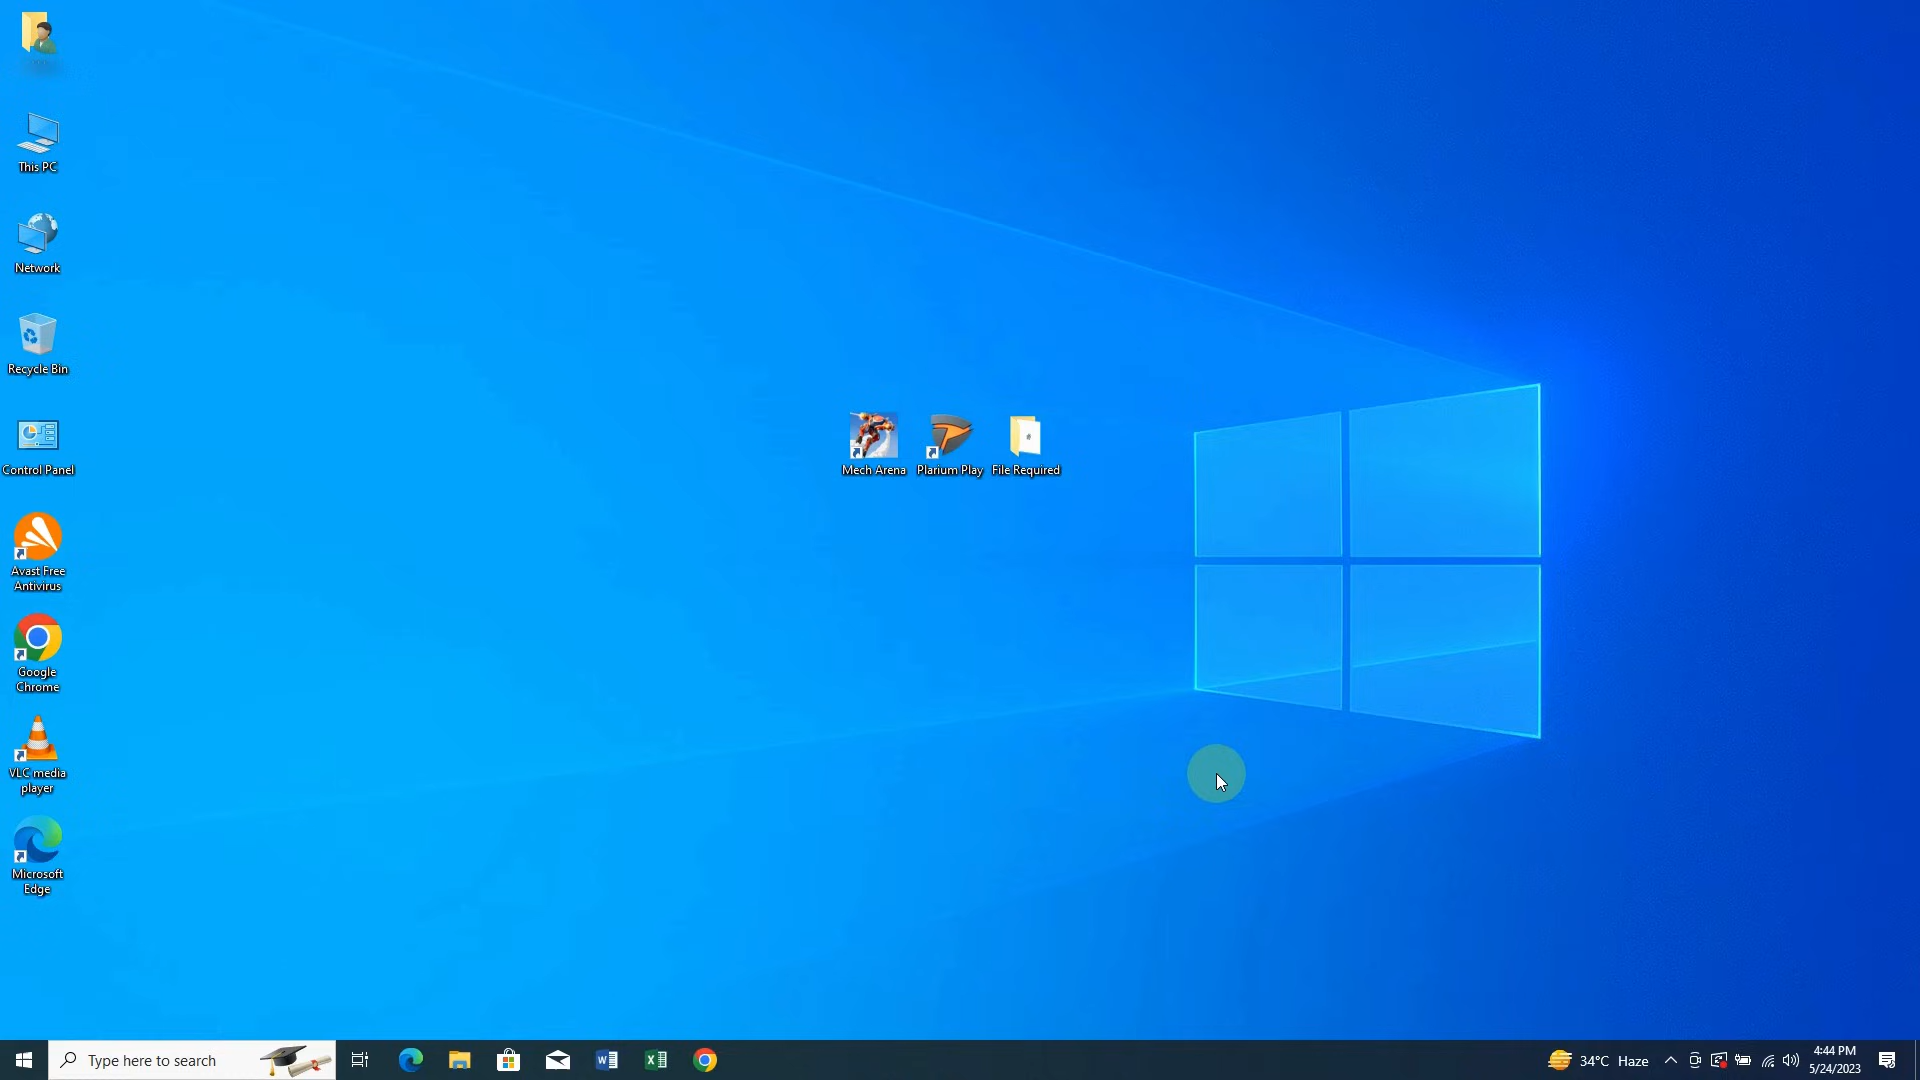 This PC
Network
Recycle Bin
Control Panel
Avast Free
Antivirus
Google
Chrome
VLC media
player
Microsoft
Edge
Mech Arena
Plarium Play
File Required
Type here to search
34°C Haze
4:44 PM
5/24/2023